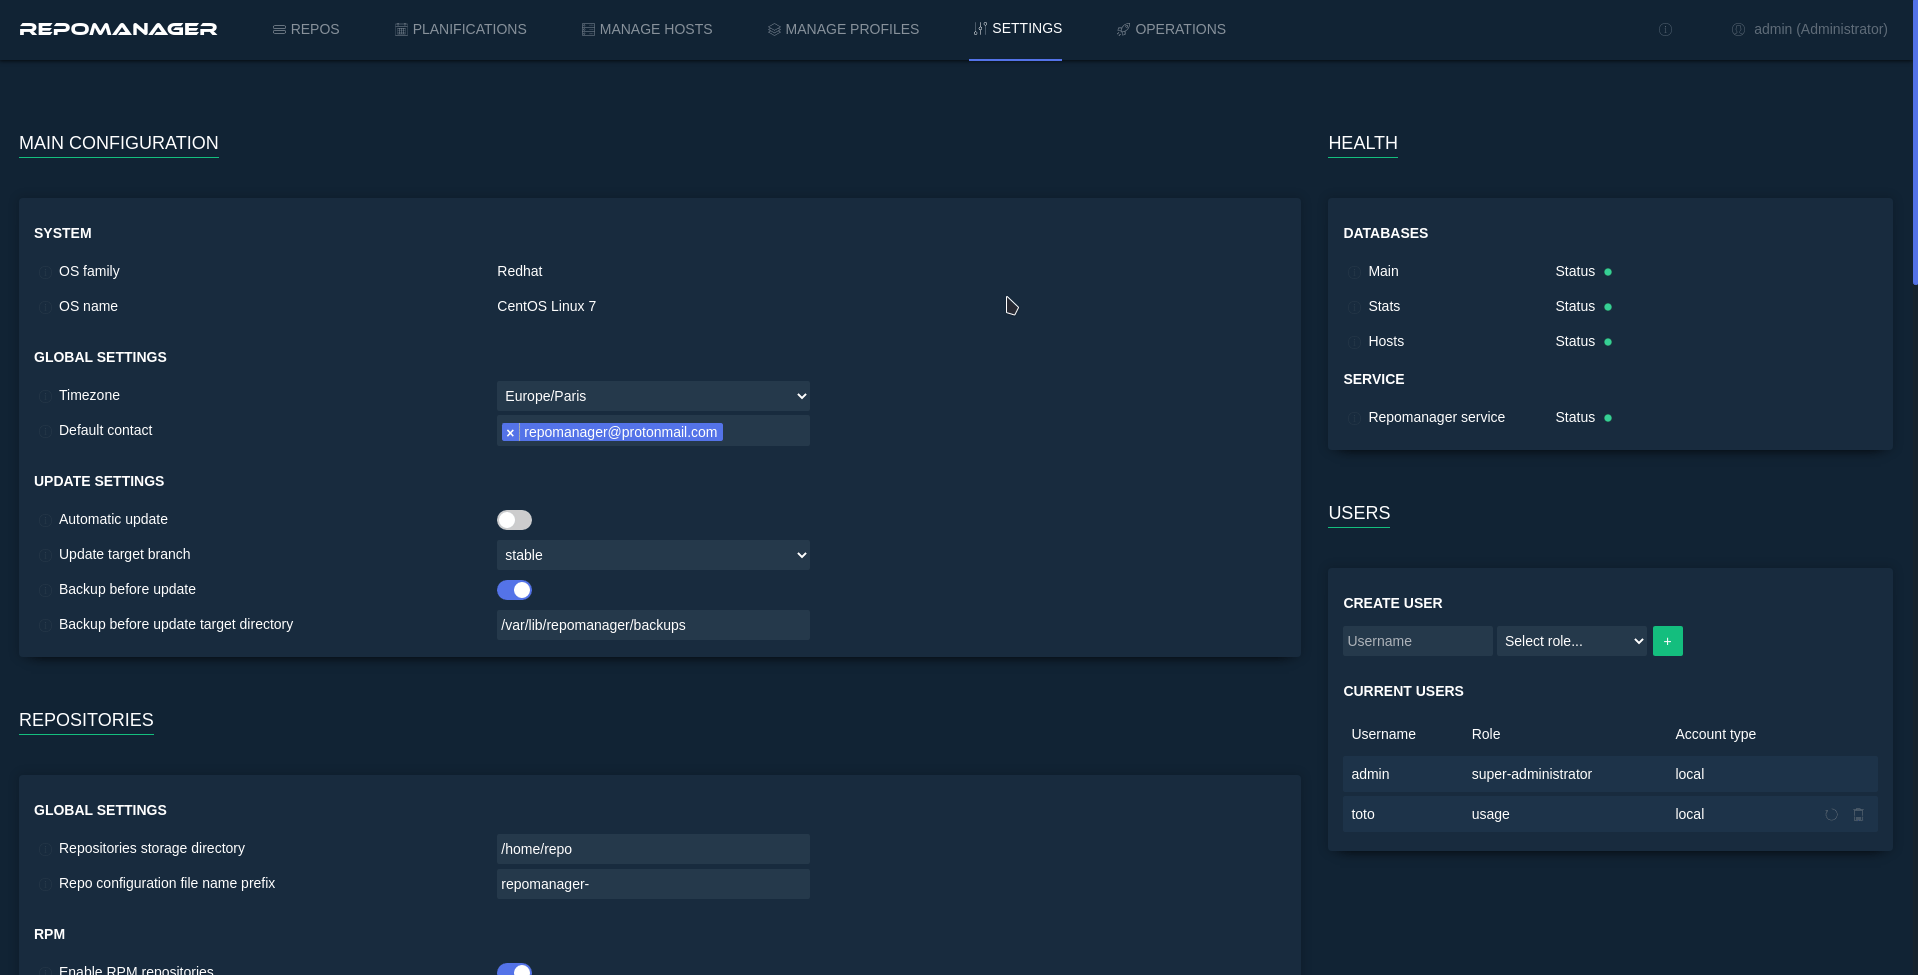 REPOMANAGER
REPOS PLANIFICATIONS MANAGE HOSTS MANAGE PROFILES SETTINGS OPERATIONS admin (Administrator)
MAIN CONFIGURATION
SYSTEM
OS family Redhat
OS name CentOS Linux 7
GLOBAL SETTINGS
Timezone Europe/Paris
Default contact × repomanager@protonmail.com
UPDATE SETTINGS
Automatic update
Update target branch stable
Backup before update
Backup before update target directory /var/lib/repomanager/backups
REPOSITORIES
GLOBAL SETTINGS
Repositories storage directory /home/repo
Repo configuration file name prefix repomanager-
RPM
Enable RPM repositories
HEALTH
DATABASES
Main Status
Stats Status
Hosts Status
SERVICE
Repomanager service Status
USERS
CREATE USER
Username Select role... +
CURRENT USERS
Username Role Account type
admin super-administrator local
toto usage local